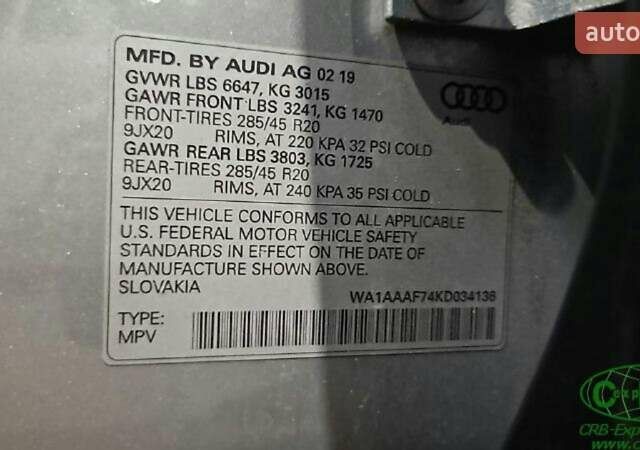 auto
MFD. BY AUDI AG 02 19
GVWR LBS 6647, KG 3015
GAWR FRONT LBS 3241, KG 1470
FRONT-TIRES 285/45 R20
9JX20 RIMS, AT 220 KPA 32 PSI COLD
GAWR REAR LBS 3803, KG 1725
REAR-TIRES 285/45 R20
9JX20 RIMS, AT 240 KPA 35 PSI COLD
Audi
THIS VEHICLE CONFORMS TO ALL APPLICABLE
U.S. FEDERAL MOTOR VEHICLE SAFETY
STANDARDS IN EFFECT ON THE DATE OF
MANUFACTURE SHOWN ABOVE.
SLOVAKIA WA1AAAF74KD034136
TYPE:
MPV
Exp
CRB-Exp